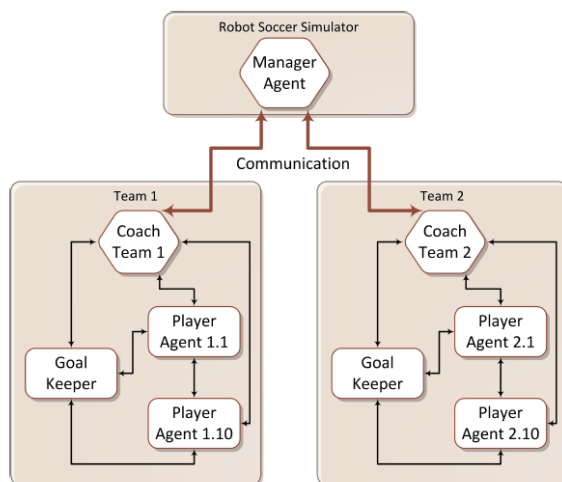 Robot Soccer Simulator
Manager
Agent
Communication
Team 1
Coach
Team 1
Player
Agent 1.1
Goal
Keeper
Player
Agent 1.10
Team 2
Coach
Team 2
Player
Agent 2.1
Goal
Keeper
Player
Agent 2.10